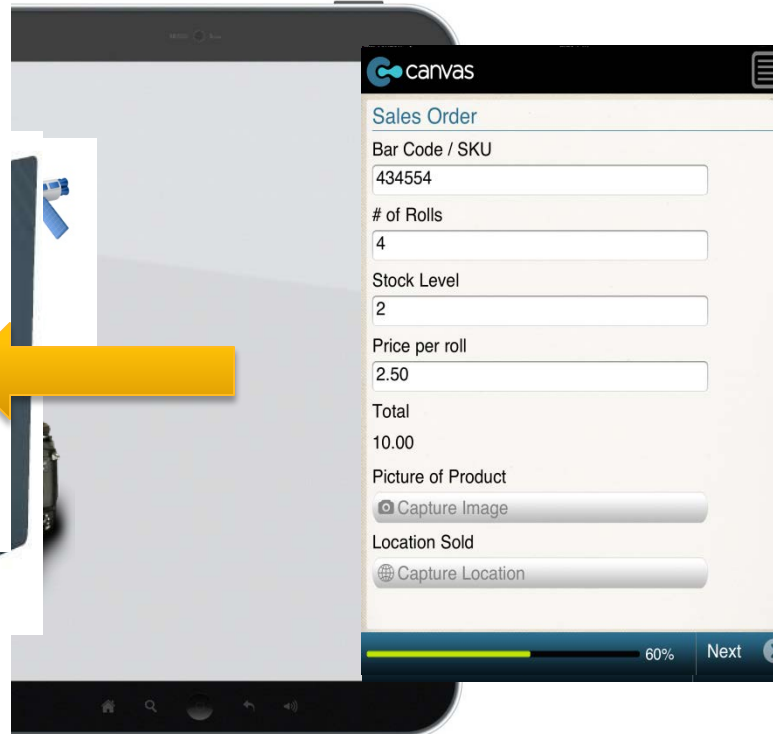 canvas
Sales Order
Bar Code / SKU
434554
# of Rolls
4
Stock Level
2
Price per roll
2.50
Total
10.00
Picture of Product
Capture Image
Location Sold
Capture Location
60%
Next